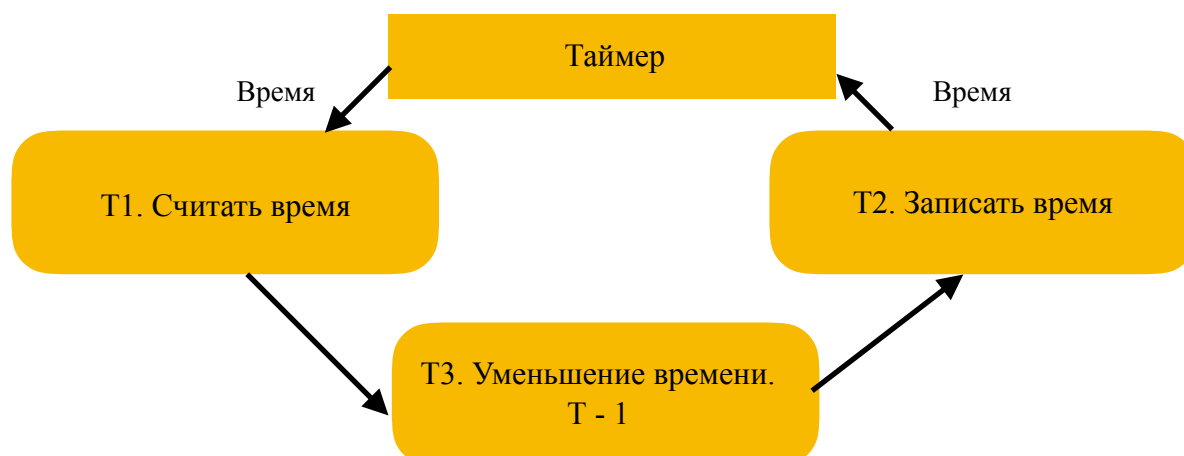 Таймер
Время
Время
Т1. Считать время
Т2. Записать время
Т3. Уменьшение времени.
Т - 1